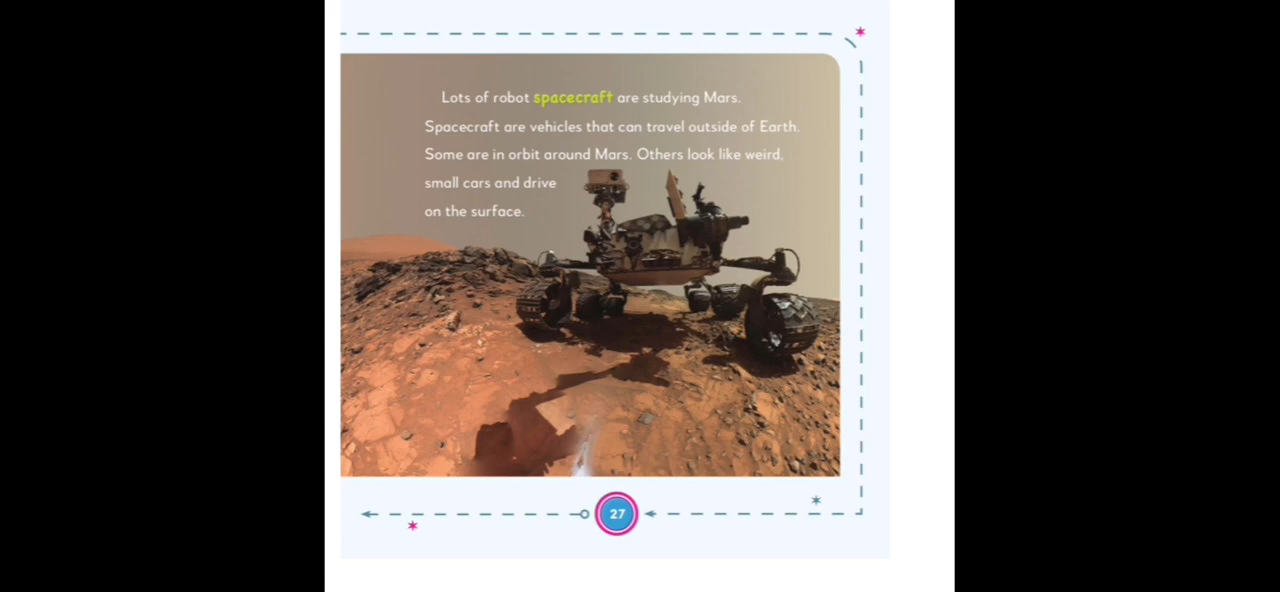 Lots of robot spacecraft are studying Mars.
Spacecraft are vehicles that can travel outside of Earth.
Some are in orbit around Mars. Others look like weird,
small cars and drive
on the surface.
27